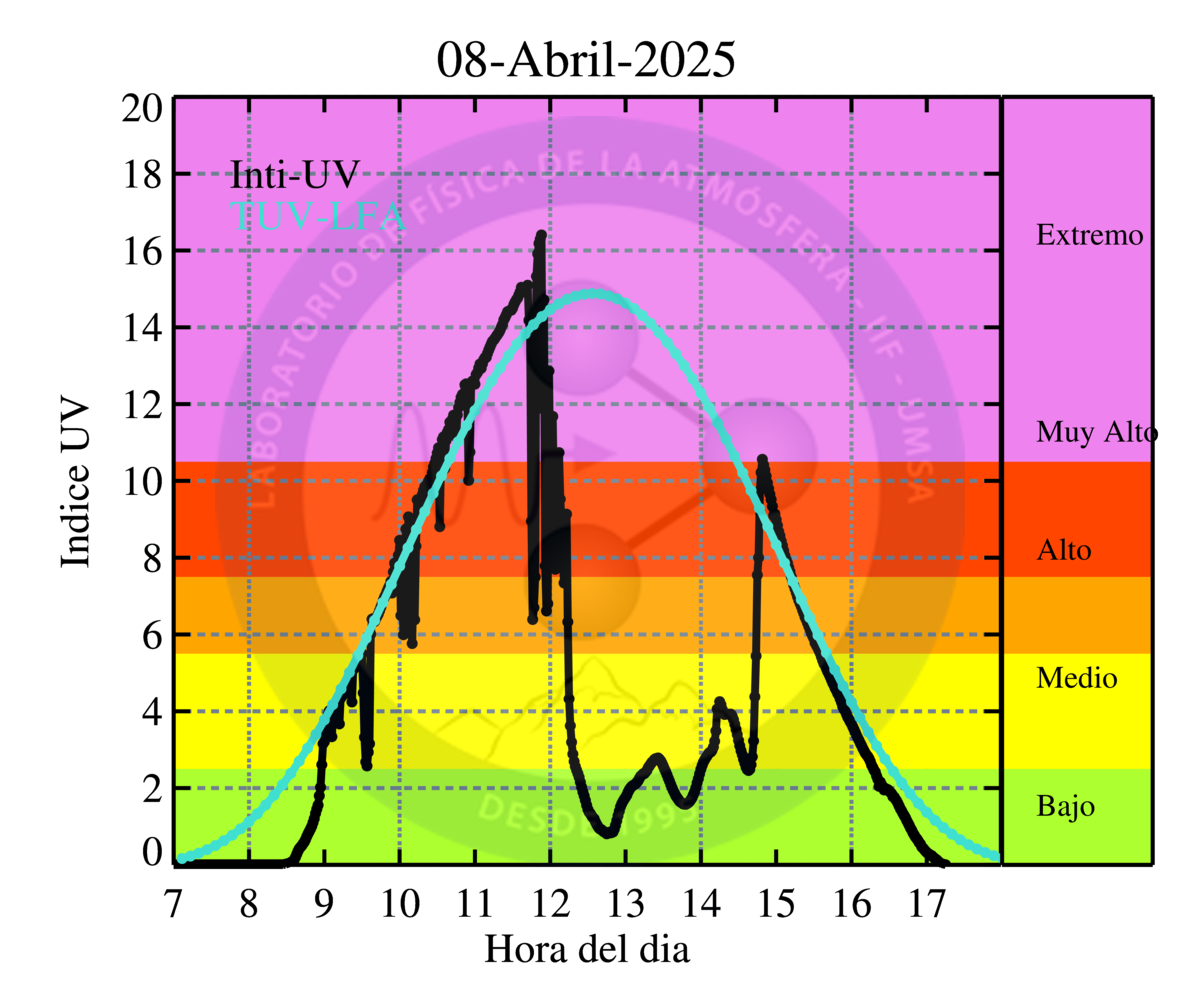 08-Abril-2025
20
18
16
14
12
10
8
6
4
2
0
Indice UV
Inti-UV
TUV-LFA
LABORATORIO DE FÍSICA DE LA ATMÓSFERA - IIF - UMSA
DESDE 1995
Extremo
Muy Alto
Alto
Medio
Bajo
7 8 9 10 11 12 13 14 15 16 17
Hora del dia